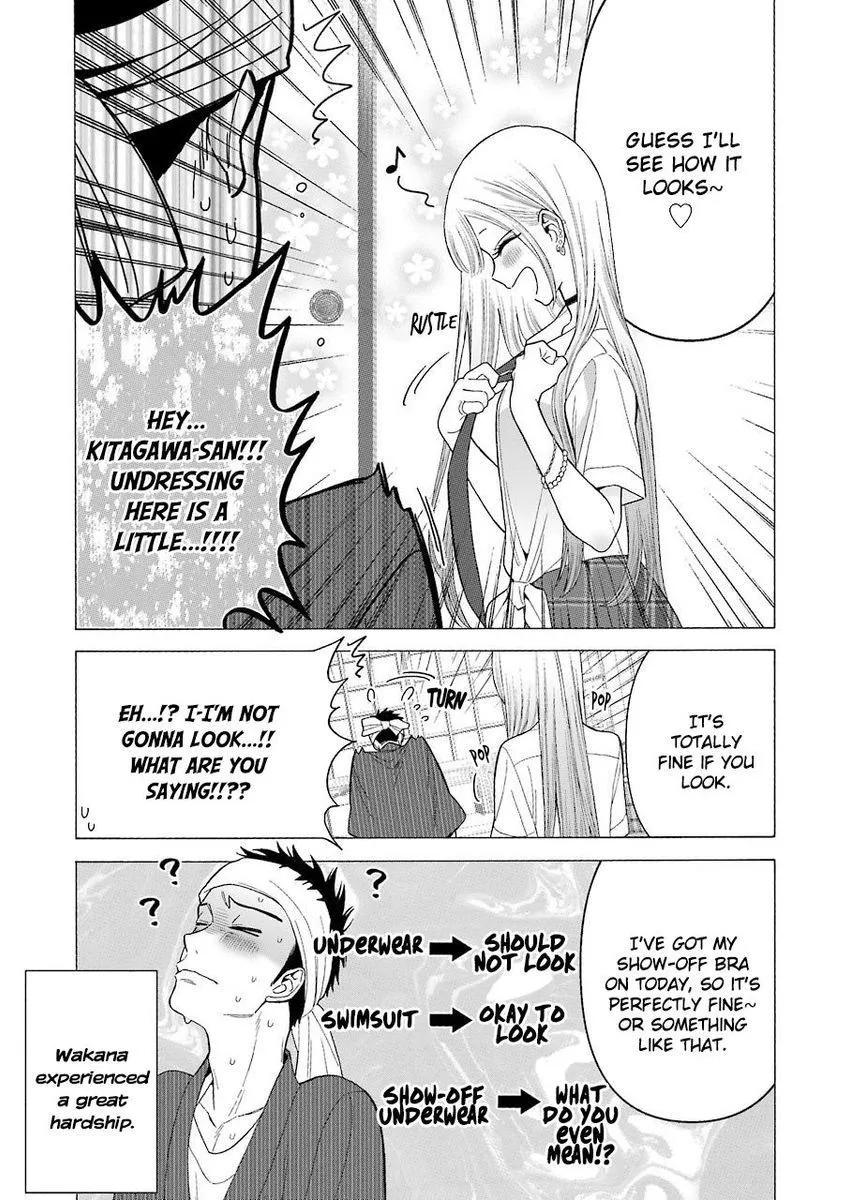 GUESS I'LL
SEE HOW IT
LOOKS~
♡
♪
RUSTLE
HEY...
KITAGAWA-SAN!!!
UNDRESSING
HERE IS A
LITTLE...!!!!
IT'S
TOTALLY
FINE IF YOU
LOOK.
POP
POP
TURN
EH...!? I-I'M NOT
GONNA LOOK...!!
WHAT ARE YOU
SAYING!!??
I'VE GOT MY
SHOW-OFF BRA
ON TODAY, SO IT'S
PERFECTLY FINE~
OR SOMETHING
LIKE THAT.
?
?
?
UNDERWEAR ➡ SHOULD
NOT LOOK
SWIMSUIT ➡ OKAY TO
LOOK
SHOW-OFF
UNDERWEAR ➡ WHAT
DO YOU
EVEN
MEAN!?
Wakana
experienced
a great
hardship.